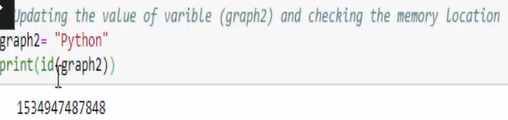 Updating the value of varible (graph2) and checking the memory location
graph2= "Python"
print(id(graph2))
1534947487848